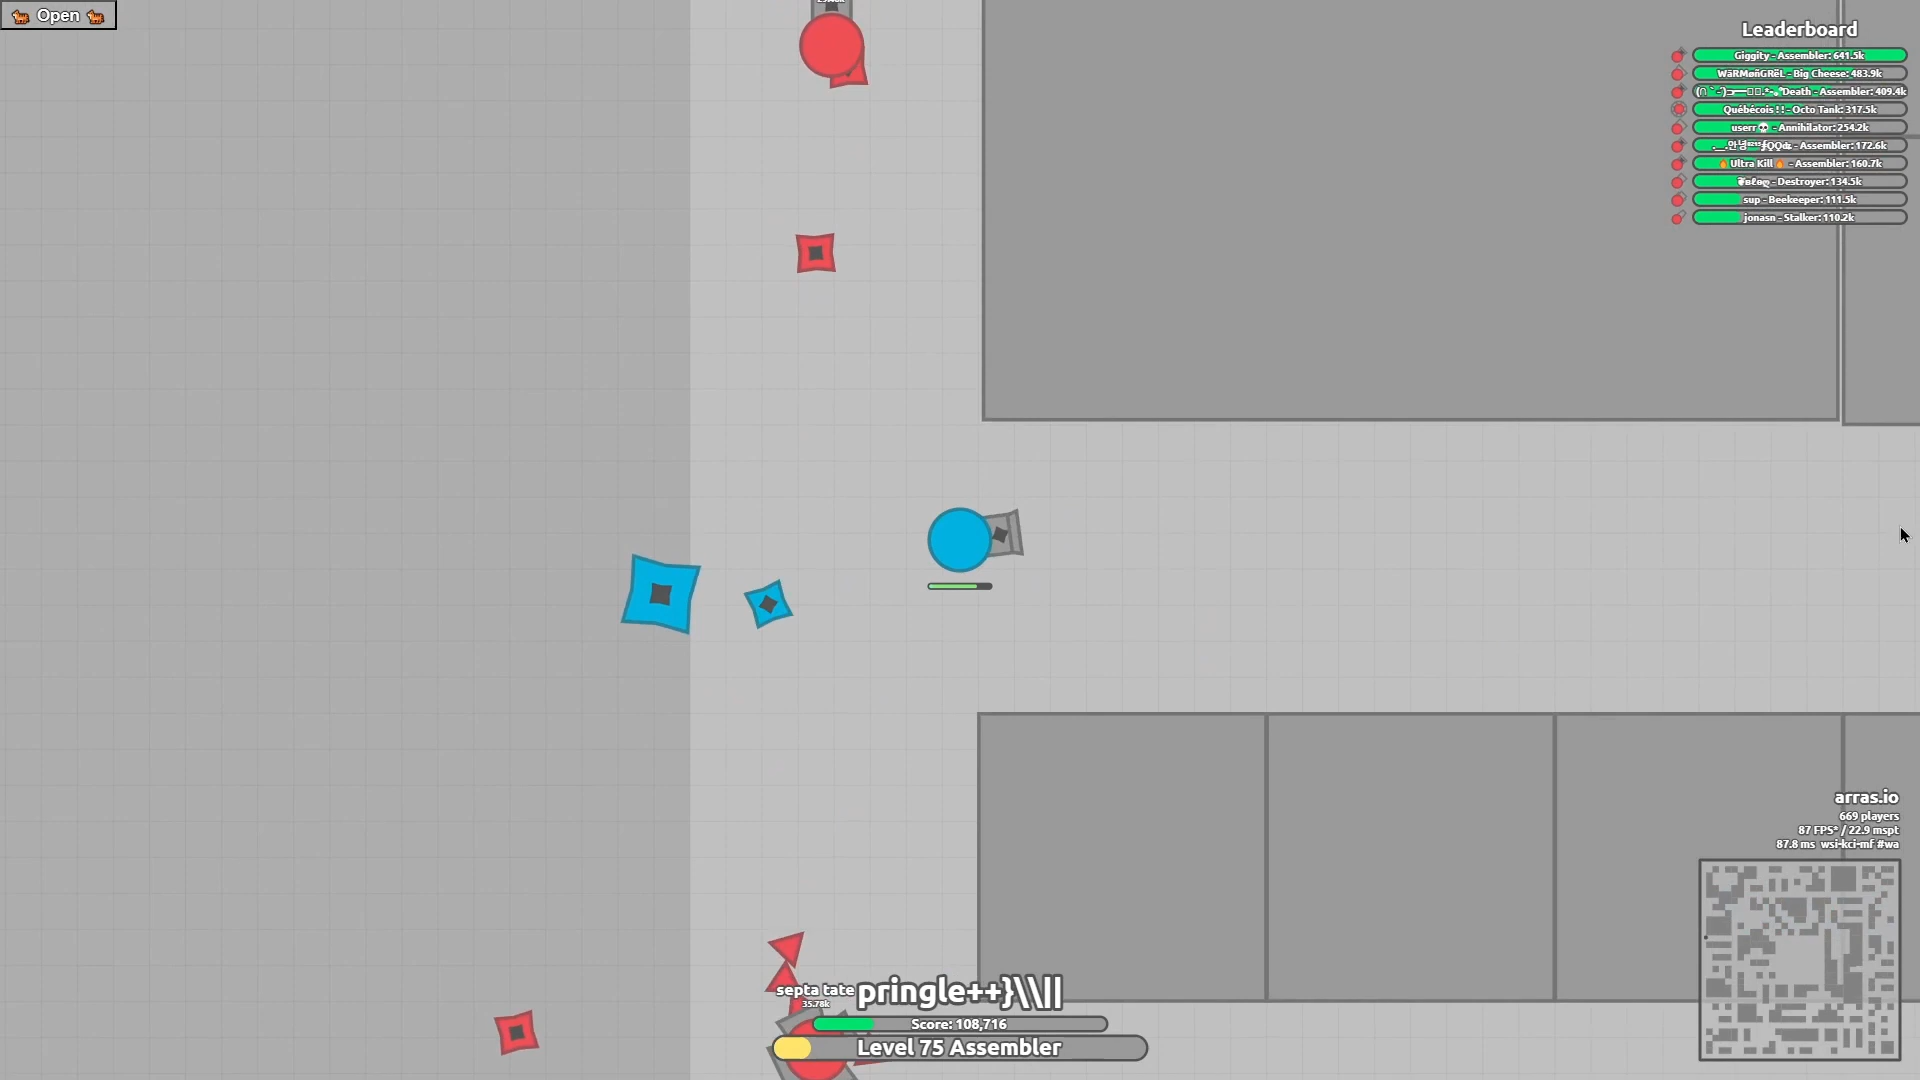 Open
Leaderboard
Giggity - Assembler: 641.5k
WäRMøñGRëL - Big Cheese: 483.9k
Death - Assembler: 409.4k
Québécois ! ! - Octo Tank: 317.5k
userr💀 - Annihilator: 254.2k
- Assembler: 172.6k
🔥Ultra Kill🔥 - Assembler: 160.7k
- Destroyer: 134.5k
sup - Beekeeper: 111.5k
jonasn - Stalker: 110.2k
arras.io
669 players
87 FPS* / 22.9 mspt
87.8 ms wsi-kci-mf #wa
septa tate
35.78k
pringle++}\\||
Score: 108,716
Level 75 Assembler